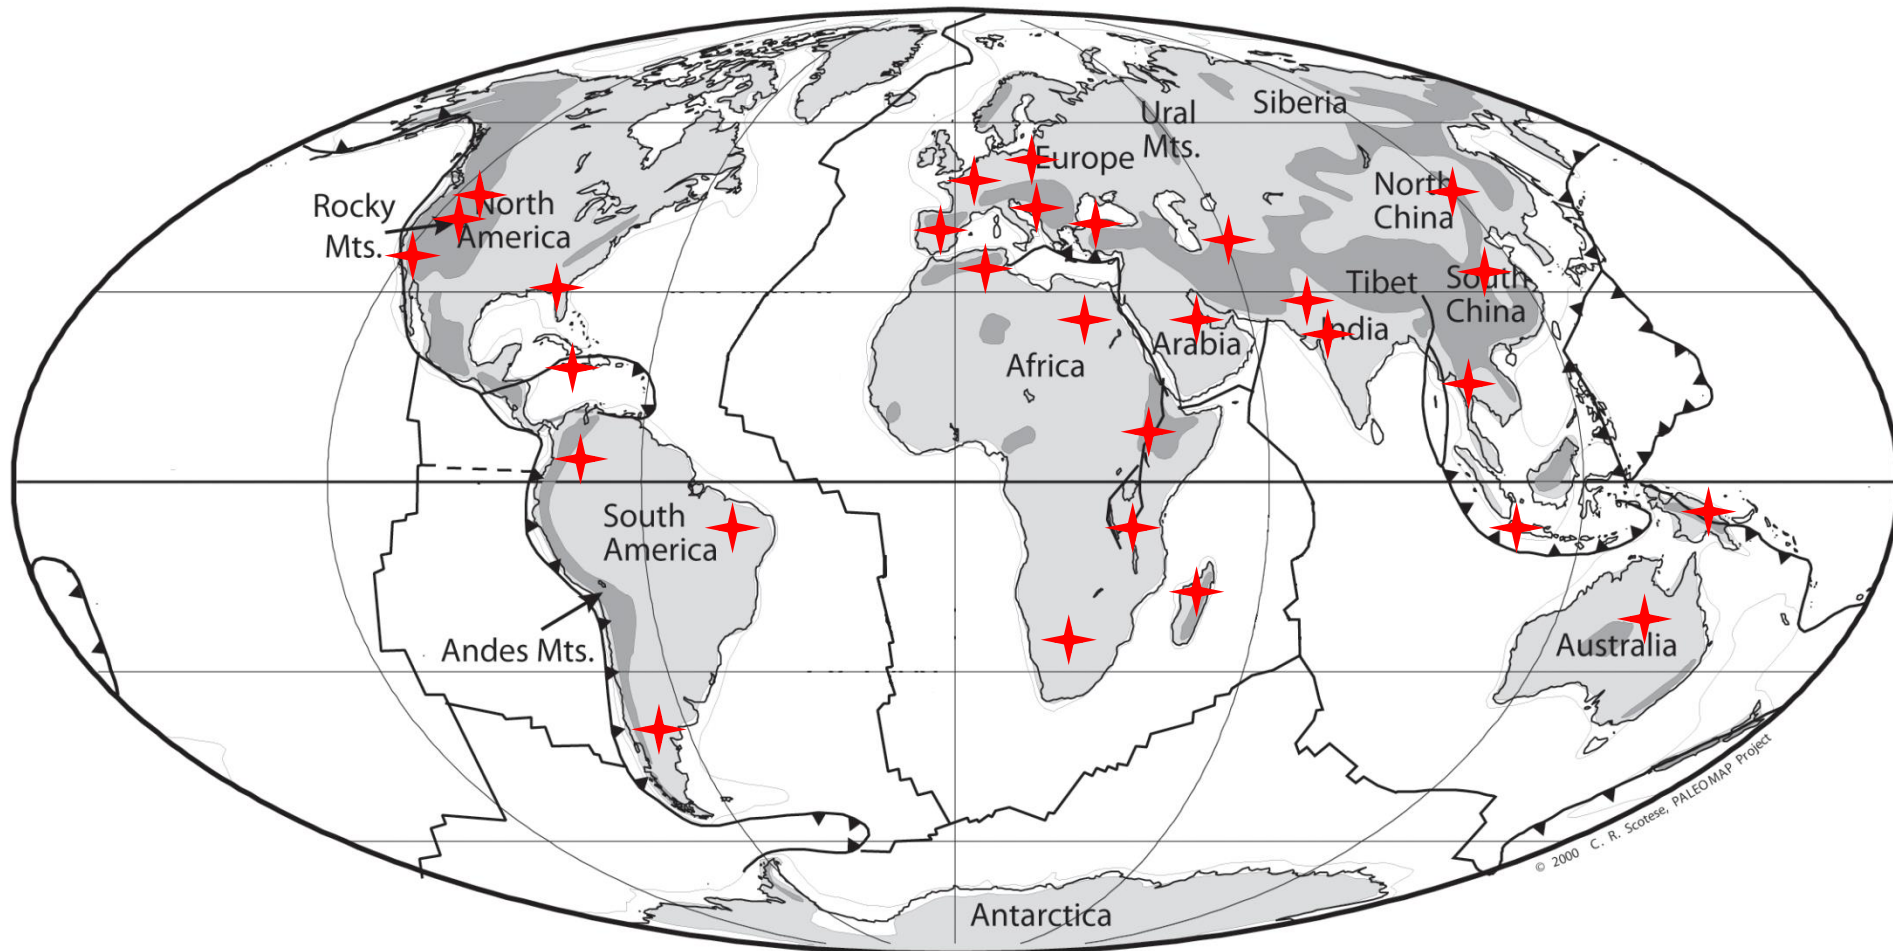 Siberia
Ural
Mts.
Europe
North
China
Rocky
Mts.
North
America
Tibet
South
China
India
Arabia
Africa
South
America
Andes Mts.
Australia
© 2000 C. R. Scotese, PALEOMAP Project
Antarctica